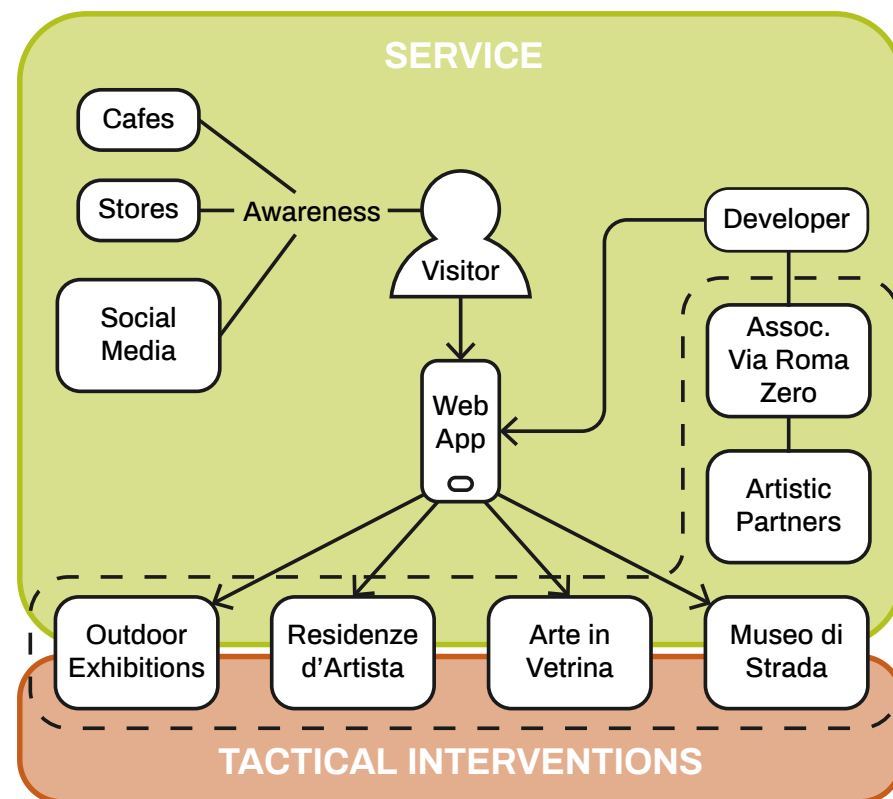 SERVICE
Cafes
Stores
Awareness
Social
Media
Visitor
Developer
Assoc.
Via Roma
Zero
Web
App
Artistic
Partners
Outdoor
Exhibitions
Residenze
d'Artista
Arte in
Vetrina
Museo di
Strada
TACTICAL INTERVENTIONS